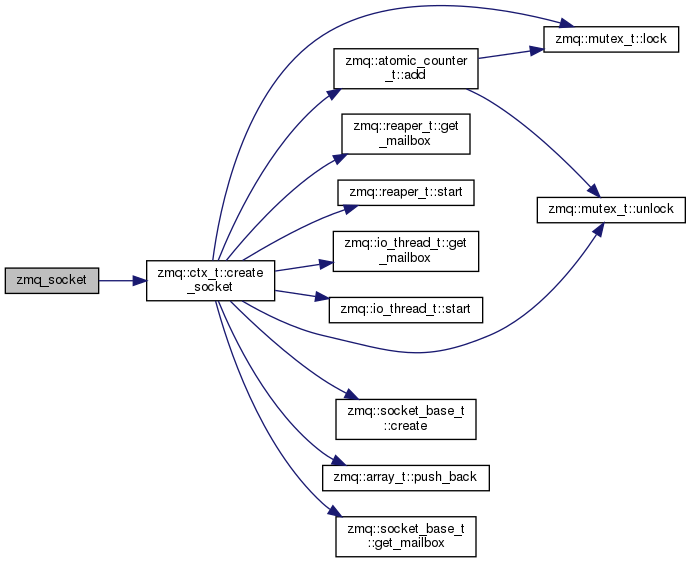 zmq_socket
zmq::ctx_t::create
_socket
zmq::atomic_counter
_t::add
zmq::reaper_t::get
_mailbox
zmq::reaper_t::start
zmq::io_thread_t::get
_mailbox
zmq::io_thread_t::start
zmq::socket_base_t
::create
zmq::array_t::push_back
zmq::socket_base_t
::get_mailbox
zmq::mutex_t::lock
zmq::mutex_t::unlock